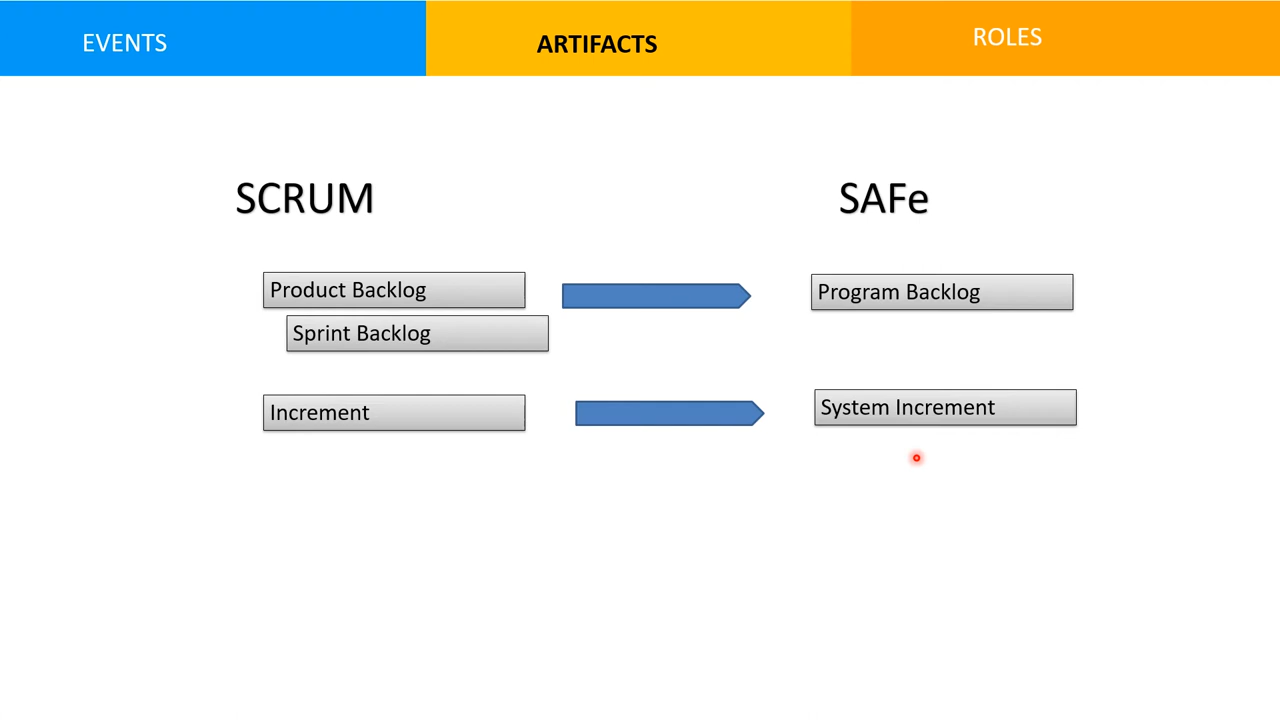 EVENTS
ARTIFACTS
ROLES
SCRUM
SAFe
Product Backlog
Program Backlog
Sprint Backlog
Increment
System Increment